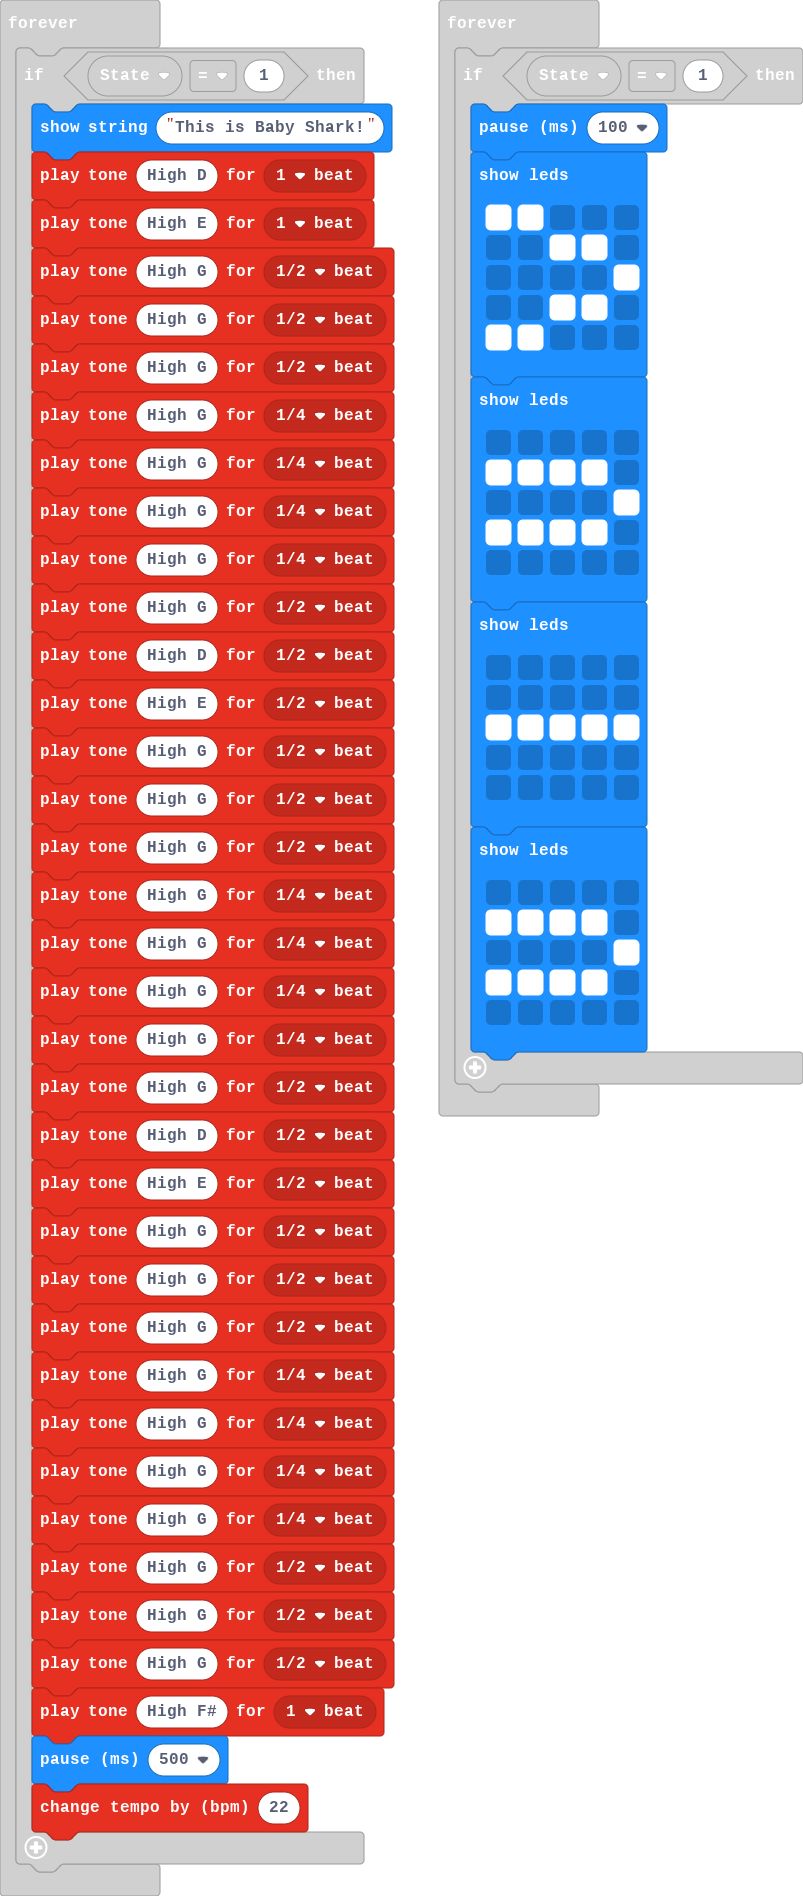 forever
if State = 1 then
show string "This is Baby Shark!"
play tone High D for 1 beat
play tone High E for 1 beat
play tone High G for 1/2 beat
play tone High G for 1/2 beat
play tone High G for 1/2 beat
play tone High G for 1/4 beat
play tone High G for 1/4 beat
play tone High G for 1/4 beat
play tone High G for 1/4 beat
play tone High G for 1/2 beat
play tone High D for 1/2 beat
play tone High E for 1/2 beat
play tone High G for 1/2 beat
play tone High G for 1/2 beat
play tone High G for 1/2 beat
play tone High G for 1/4 beat
play tone High G for 1/4 beat
play tone High G for 1/4 beat
play tone High G for 1/4 beat
play tone High G for 1/2 beat
play tone High D for 1/2 beat
play tone High E for 1/2 beat
play tone High G for 1/2 beat
play tone High G for 1/2 beat
play tone High G for 1/2 beat
play tone High G for 1/4 beat
play tone High G for 1/4 beat
play tone High G for 1/4 beat
play tone High G for 1/4 beat
play tone High G for 1/2 beat
play tone High G for 1/2 beat
play tone High G for 1/2 beat
play tone High F# for 1 beat
pause (ms) 500
change tempo by (bpm) 22
forever
if State = 1 then
pause (ms) 100
show leds
show leds
show leds
show leds